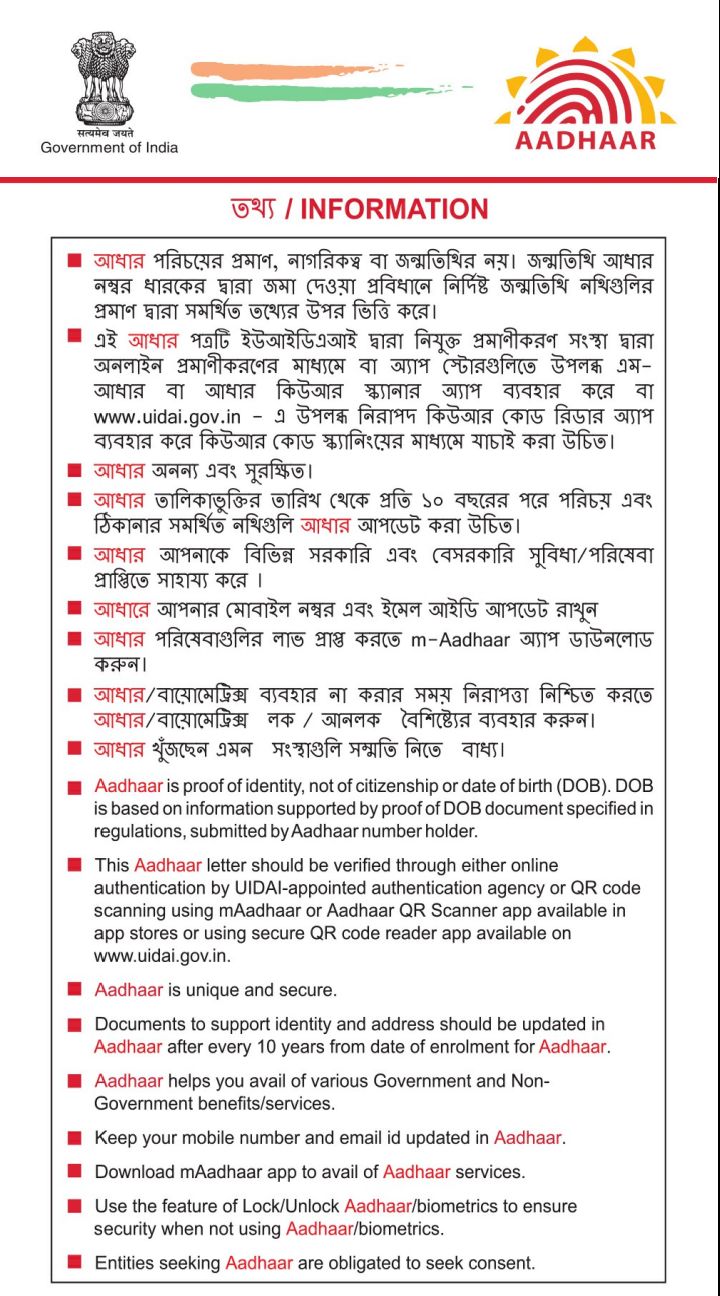 सत्यमेव जयते
Government of India
AADHAAR
তথ্য / INFORMATION
আধার পরিচয়ের প্রমাণ, নাগরিকত্ব বা জন্মতিথির নয়। জন্মতিথি আধার
নম্বর ধারকের দ্বারা জমা দেওয়া প্রবিধানে নির্দিষ্ট জন্মতিথি নথিগুলির
প্রমাণ দ্বারা সমর্থিত তথ্যের উপর ভিত্তি করে।
এই আধার পত্রটি ইউআইডিএআই দ্বারা নিযুক্ত প্রমাণীকরণ সংস্থা দ্বারা
অনলাইন প্রমাণীকরণের মাধ্যমে বা অ্যাপ স্টোরগুলিতে উপলব্ধ এম-
আধার বা আধার কিউআর স্ক্যানার অ্যাপ ব্যবহার করে বা
www.uidai.gov.in - এ উপলব্ধ নিরাপদ কিউআর কোড রিডার অ্যাপ
ব্যবহার করে কিউআর কোড স্ক্যানিংয়ের মাধ্যমে যাচাই করা উচিত।
আধার অনন্য এবং সুরক্ষিত।
আধার তালিকাভুক্তির তারিখ থেকে প্রতি ১০ বছরের পরে পরিচয় এবং
ঠিকানার সমর্থিত নথিগুলি আধার আপডেট করা উচিত।
আধার আপনাকে বিভিন্ন সরকারি এবং বেসরকারি সুবিধা/পরিষেবা
প্রাপ্তিতে সাহায্য করে ।
আধারে আপনার মোবাইল নম্বর এবং ইমেল আইডি আপডেট রাখুন
আধার পরিষেবাগুলির লাভ প্রাপ্ত করতে m-Aadhaar অ্যাপ ডাউনলোড
করুন।
আধার/বায়োমেট্রিক্স ব্যবহার না করার সময় নিরাপত্তা নিশ্চিত করতে
আধার/বায়োমেট্রিক্স লক / আনলক বৈশিষ্ট্যের ব্যবহার করুন।
আধার খুঁজছেন এমন সংস্থাগুলি সম্মতি নিতে বাধ্য।
Aadhaar is proof of identity, not of citizenship or date of birth (DOB). DOB
is based on information supported by proof of DOB document specified in
regulations, submitted by Aadhaar number holder.
This Aadhaar letter should be verified through either online
authentication by UIDAI-appointed authentication agency or QR code
scanning using mAadhaar or Aadhaar QR Scanner app available in
app stores or using secure QR code reader app available on
www.uidai.gov.in.
Aadhaar is unique and secure.
Documents to support identity and address should be updated in
Aadhaar after every 10 years from date of enrolment for Aadhaar.
Aadhaar helps you avail of various Government and Non-
Government benefits/services.
Keep your mobile number and email id updated in Aadhaar.
Download mAadhaar app to avail of Aadhaar services.
Use the feature of Lock/Unlock Aadhaar/biometrics to ensure
security when not using Aadhaar/biometrics.
Entities seeking Aadhaar are obligated to seek consent.